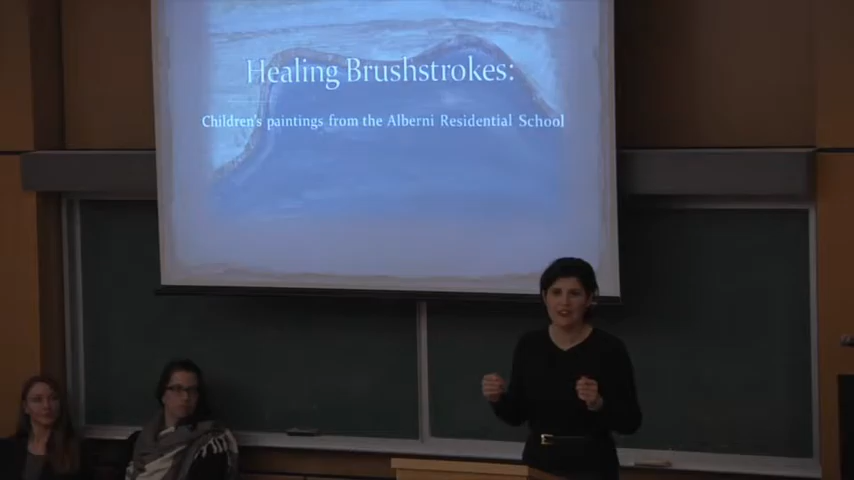 Healing Brushstrokes:
Children's paintings from the Alberni Residential School